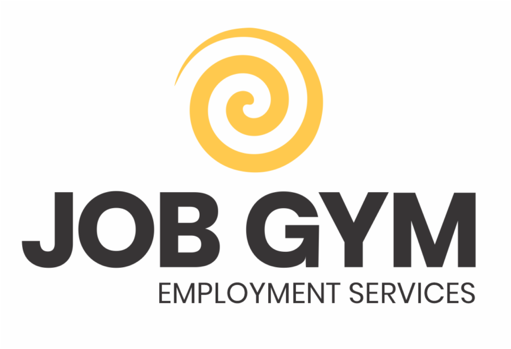 JOB GYM
EMPLOYMENT SERVICES